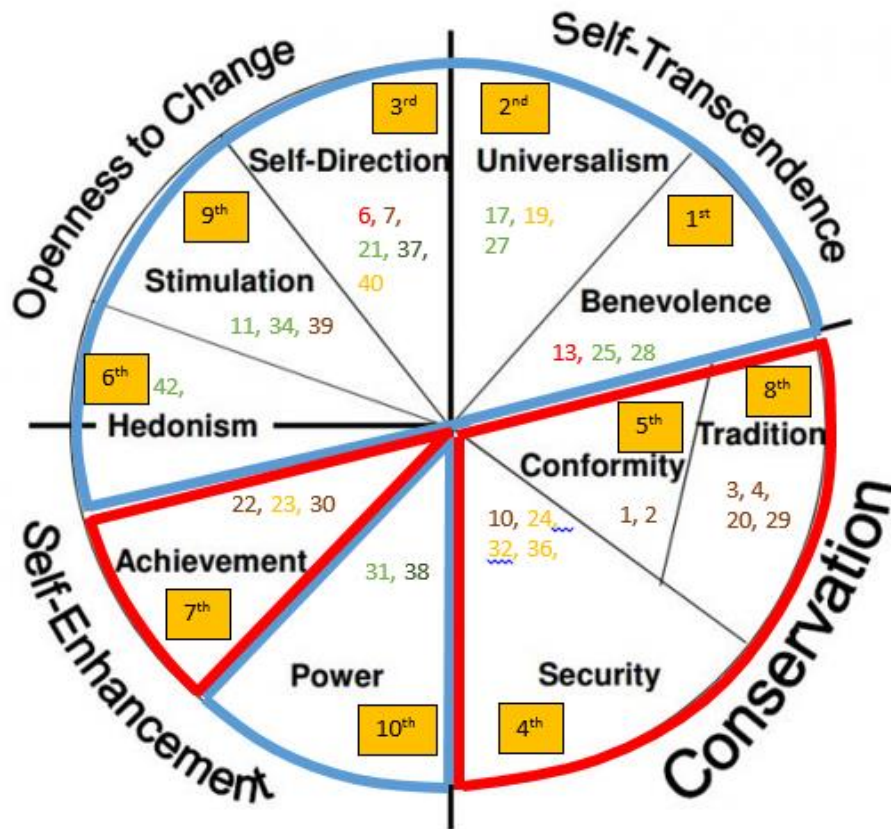 Openness to Change
Self-Transcendence
3rd
2nd
Self-Direction
Universalism
6, 7,
21, 37,
40
17, 19,
27
9th
1st
Stimulation
Benevolence
11, 34, 39
13, 25, 28
6th
42,
Hedonism
8th
5th
Tradition
Conformity
3, 4,
20, 29
1, 2
10, 24,
32, 36,
22, 23, 30
Achievement
31, 38
7th
Power
Security
10th
4th
Self-Enhancement
Conservation